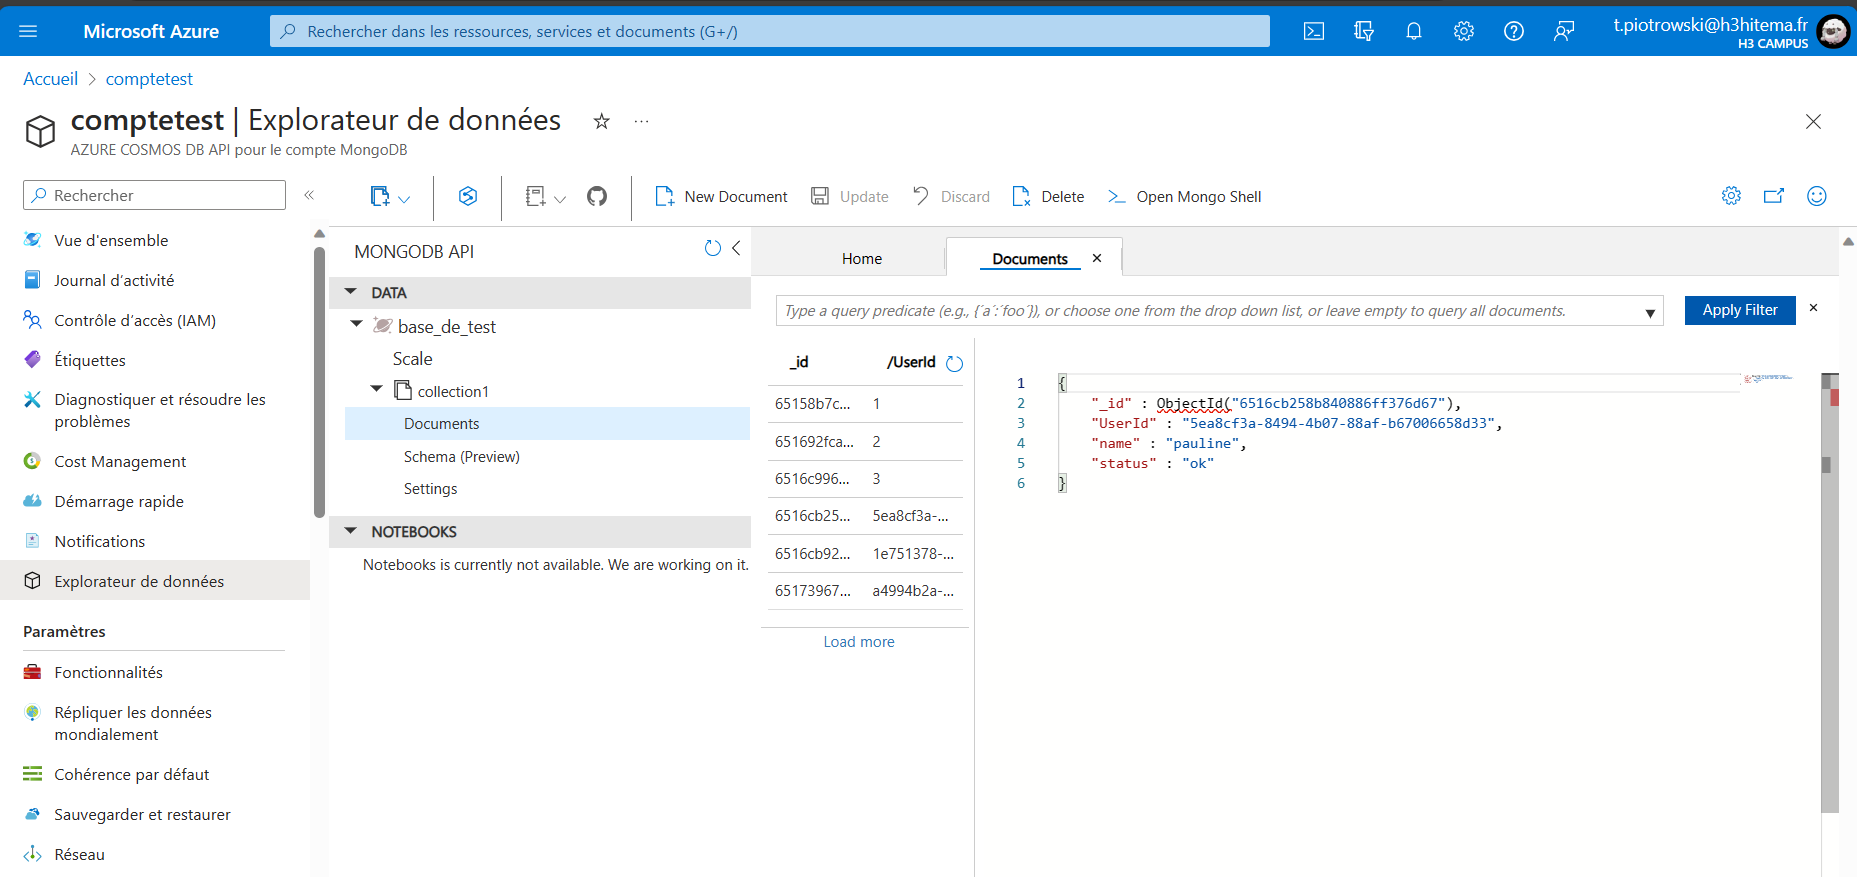 Microsoft Azure
Rechercher dans les ressources, services et documents (G+/)
t.piotrowski@h3hitema.fr
H3 CAMPUS
Accueil > comptetest
comptetest | Explorateur de données
AZURE COSMOS DB API pour le compte MongoDB
Rechercher
New Document
Update
Discard
Delete
Open Mongo Shell
Vue d'ensemble
Journal d'activité
Contrôle d'accès (IAM)
Étiquettes
Diagnostiquer et résoudre les
problèmes
Cost Management
Démarrage rapide
Notifications
Explorateur de données
Paramètres
Fonctionnalités
Répliquer les données
mondialement
Cohérence par défaut
Sauvegarder et restaurer
Réseau
MONGODB API
DATA
base_de_test
Scale
collection1
Documents
Schema (Preview)
Settings
NOTEBOOKS
Notebooks is currently not available. We are working on it.
Home
Documents
Type a query predicate (e.g., {´a´:´foo´}), or choose one from the drop down list, or leave empty to query all documents.
Apply Filter
_id /UserId
65158b7c... 1
651692fca... 2
6516c996... 3
6516cb25... 5ea8cf3a-...
6516cb92... 1e751378-...
65173967... a4994b2a-...
Load more
1 {
2 "_id" : ObjectId("6516cb258b840886ff376d67"),
3 "UserId" : "5ea8cf3a-8494-4b07-88af-b67006658d33",
4 "name" : "pauline",
5 "status" : "ok"
6 }